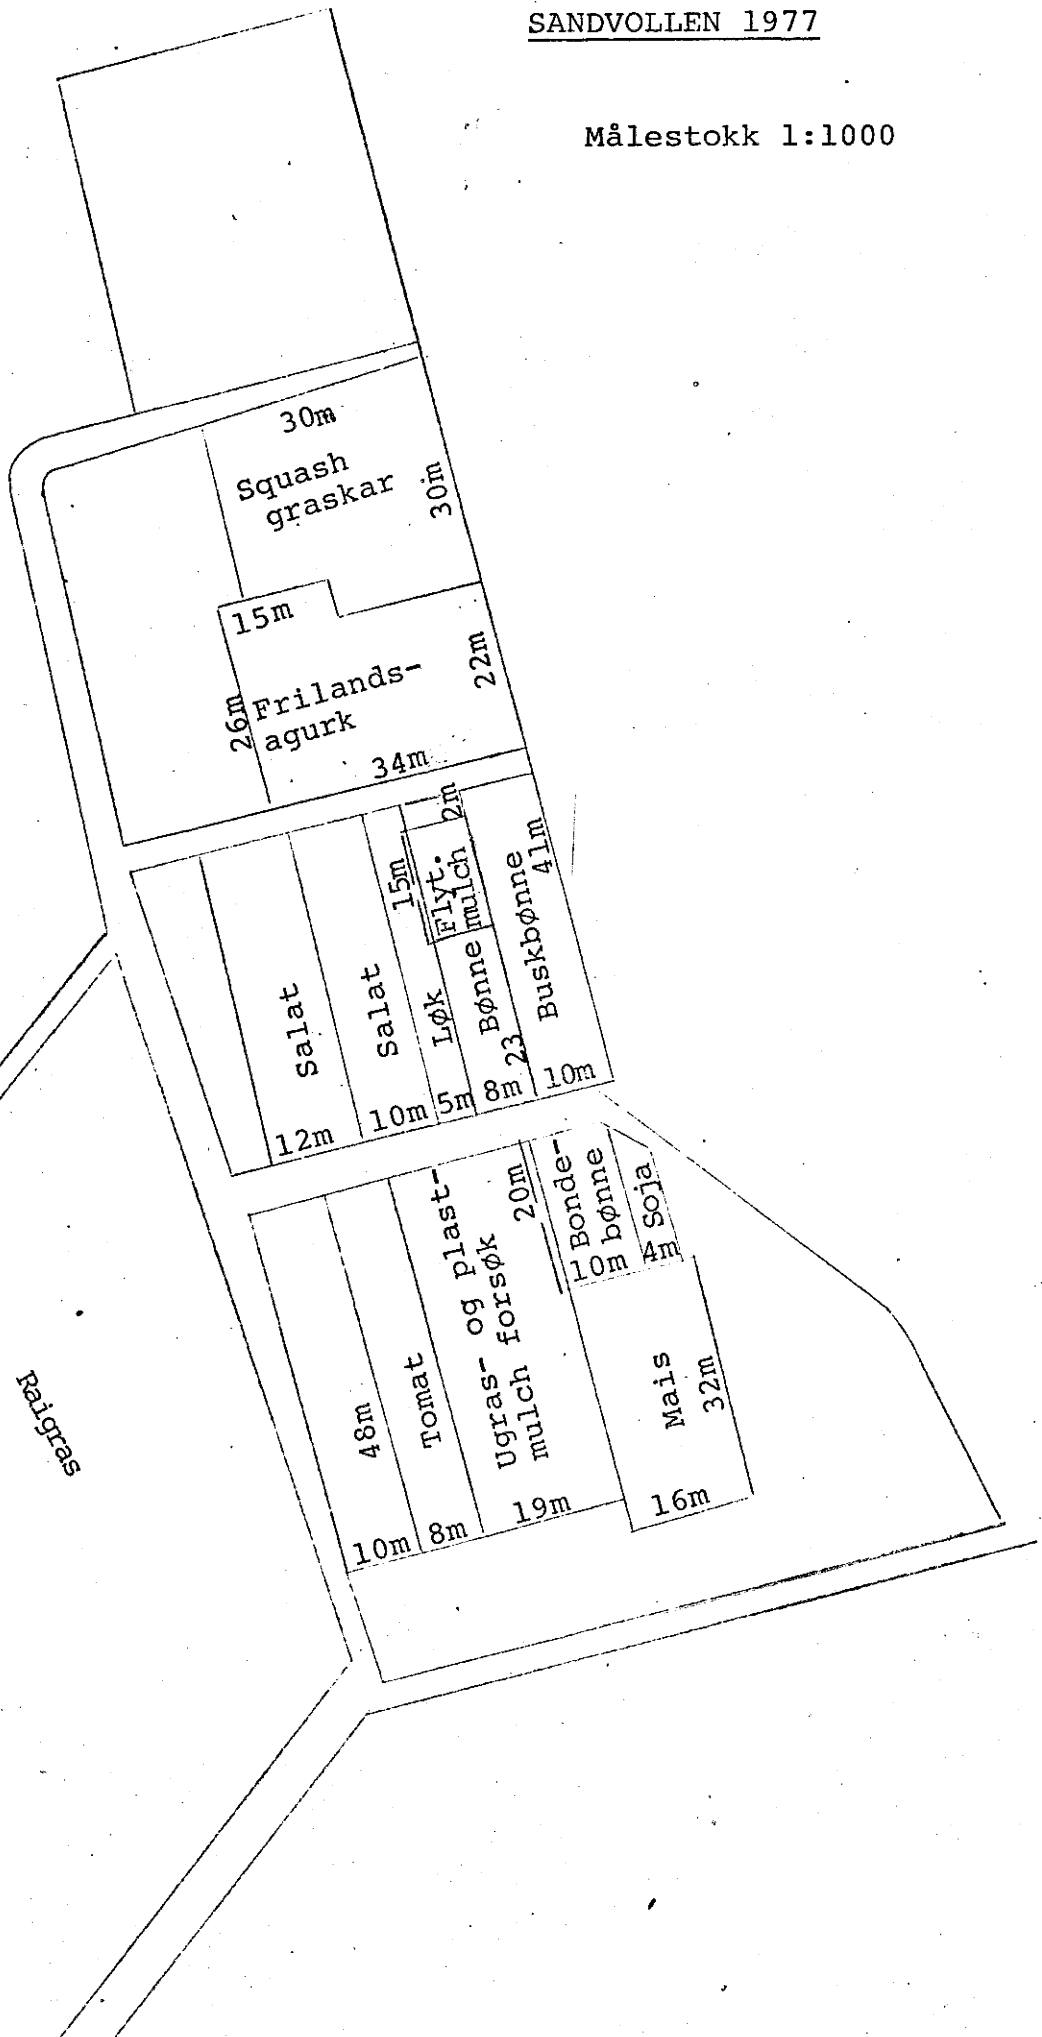 SANDVOLLEN 1977
Målestokk 1:1000
30m
Squash
graskar
30m
15m
22m
Frilands-
agurk
26m
34m
2m
15m
Flyt.
mulch
41m
Salat
Salat
Løk
Bønne
23
Buskbønne
12m
10m
5m
8m
10m
Bonde-
bønne
Soja
20m
10m
4m
48m
Tomat
Ugras- og plast-
mulch forsøk
Mais
32m
10m
8m
19m
16m
Raigras